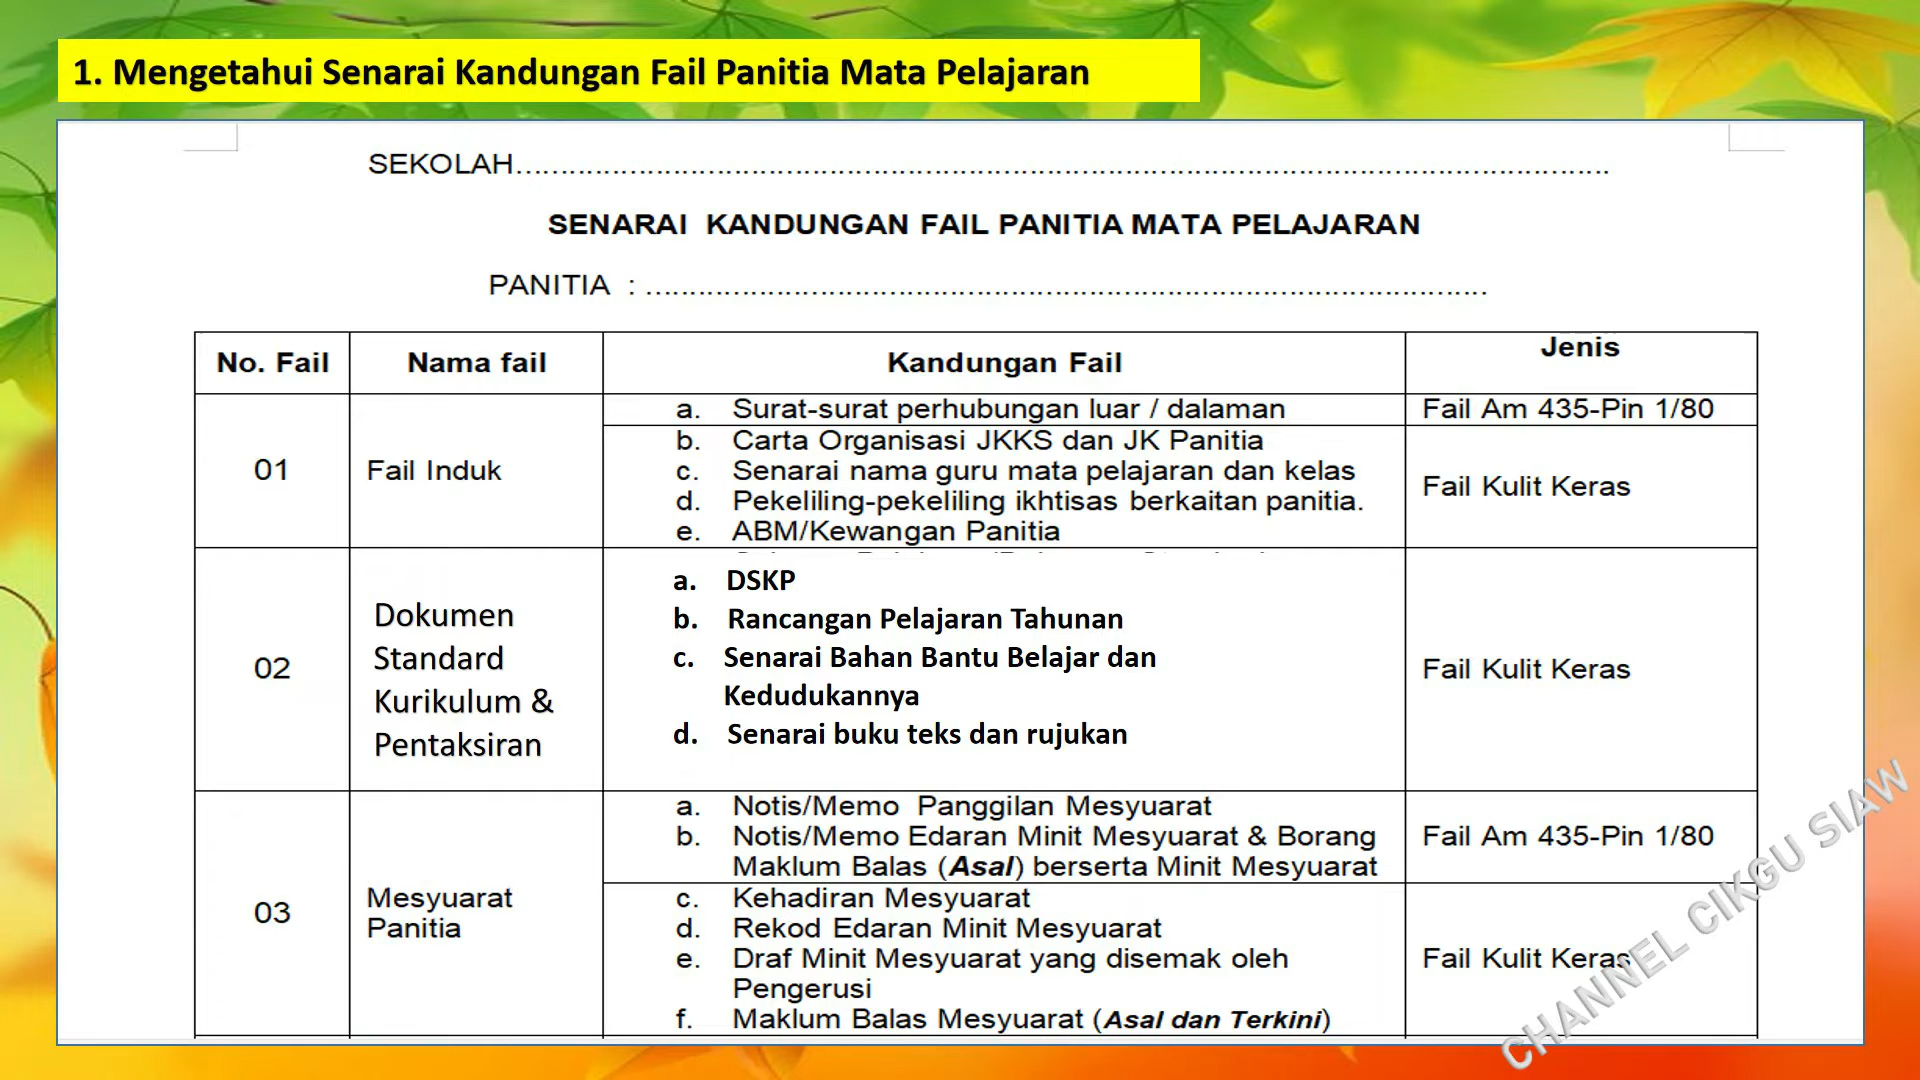 1. Mengetahui Senarai Kandungan Fail Panitia Mata Pelajaran
SEKOLAH........................................................................................................................
SENARAI KANDUNGAN FAIL PANITIA MATA PELAJARAN
PANITIA : ............................................................................................
No. Fail Nama fail Kandungan Fail Jenis
01 Fail Induk
a. Surat-surat perhubungan luar / dalaman
Fail Am 435-Pin 1/80
b. Carta Organisasi JKKS dan JK Panitia
c. Senarai nama guru mata pelajaran dan kelas
d. Pekeliling-pekeliling ikhtisas berkaitan panitia.
e. ABM/Kewangan Panitia
Fail Kulit Keras
02
Dokumen
Standard
Kurikulum &
Pentaksiran
a. DSKP
b. Rancangan Pelajaran Tahunan
c. Senarai Bahan Bantu Belajar dan
Kedudukannya
d. Senarai buku teks dan rujukan
Fail Kulit Keras
03
Mesyuarat
Panitia
a. Notis/Memo Panggilan Mesyuarat
b. Notis/Memo Edaran Minit Mesyuarat & Borang
Maklum Balas (Asal) berserta Minit Mesyuarat
Fail Am 435-Pin 1/80
c. Kehadiran Mesyuarat
d. Rekod Edaran Minit Mesyuarat
e. Draf Minit Mesyuarat yang disemak oleh
Pengerusi
f. Maklum Balas Mesyuarat (Asal dan Terkini)
Fail Kulit Keras
CHANNEL CIKGU SIAW